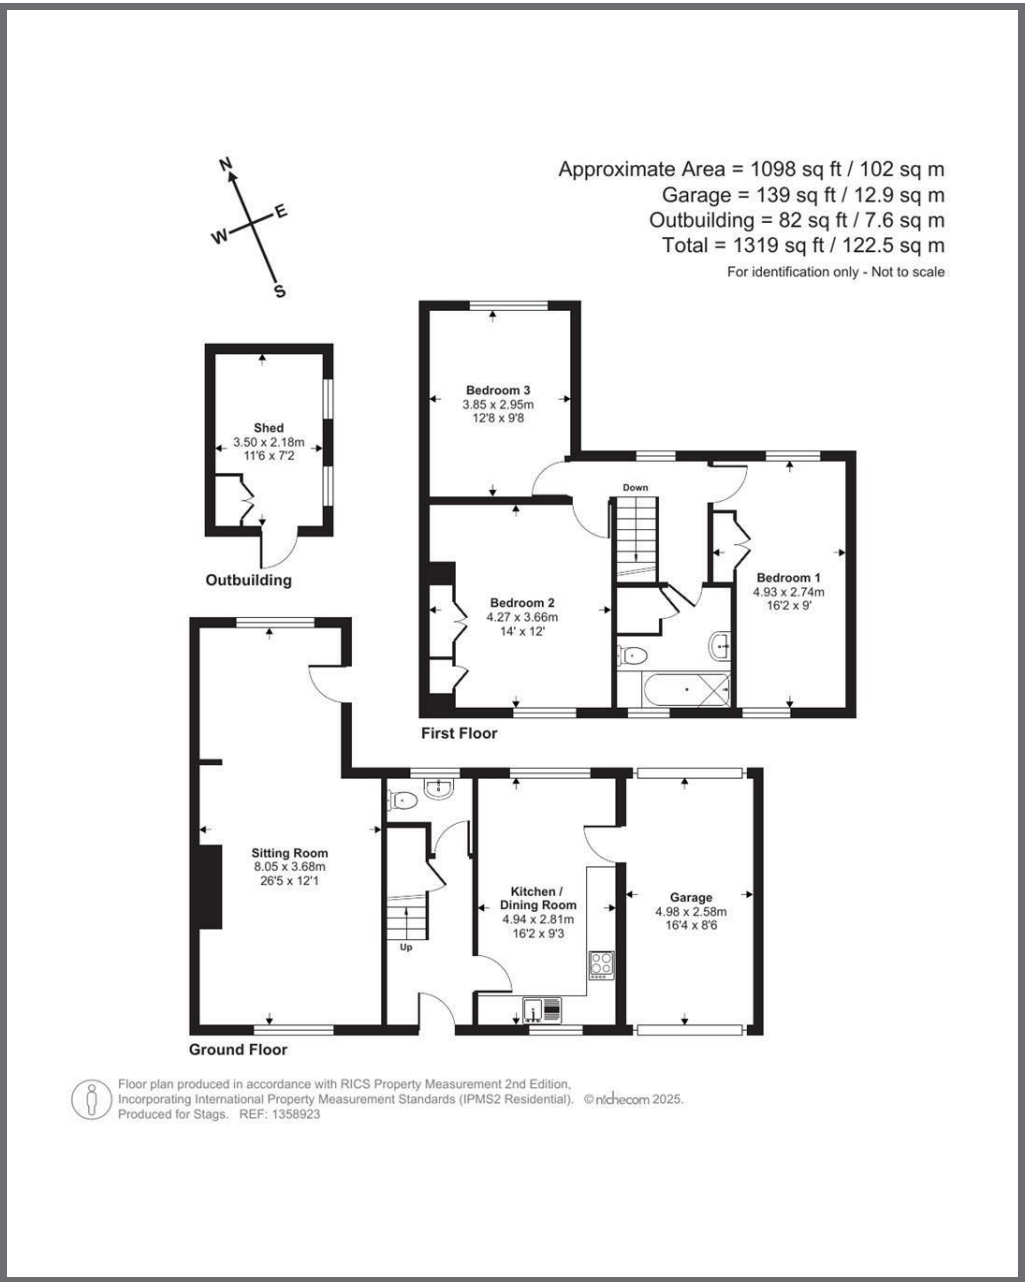 N
E
W
S
Approximate Area = 1098 sq ft / 102 sq m
Garage = 139 sq ft / 12.9 sq m
Outbuilding = 82 sq ft / 7.6 sq m
Total = 1319 sq ft / 122.5 sq m
For identification only - Not to scale
Shed
3.50 x 2.18m
11'6 x 7'2
Outbuilding
Bedroom 3
3.85 x 2.95m
12'8 x 9'8
Down
Bedroom 2
4.27 x 3.66m
14' x 12'
Bedroom 1
4.93 x 2.74m
16'2 x 9'
First Floor
Sitting Room
8.05 x 3.68m
26'5 x 12'1
Up
Kitchen /
Dining Room
4.94 x 2.81m
16'2 x 9'3
Garage
4.98 x 2.58m
16'4 x 8'6
Ground Floor
Floor plan produced in accordance with RICS Property Measurement 2nd Edition,
Incorporating International Property Measurement Standards (IPMS2 Residential). © nichecom 2025.
Produced for Stags. REF: 1358923